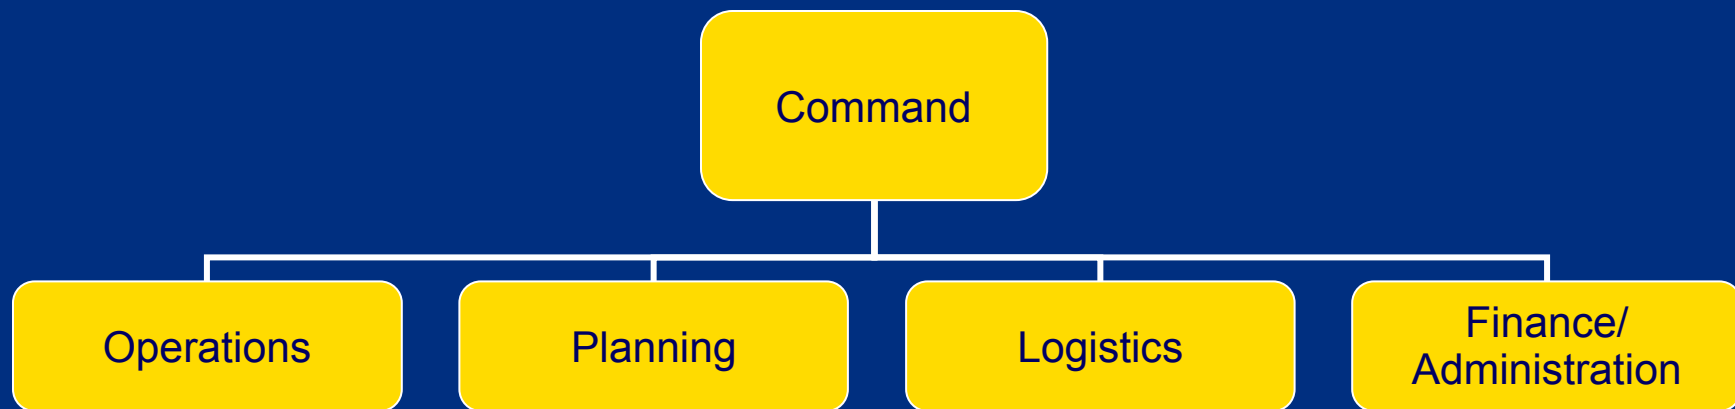 Command
Operations
Planning
Logistics
Finance/
Administration